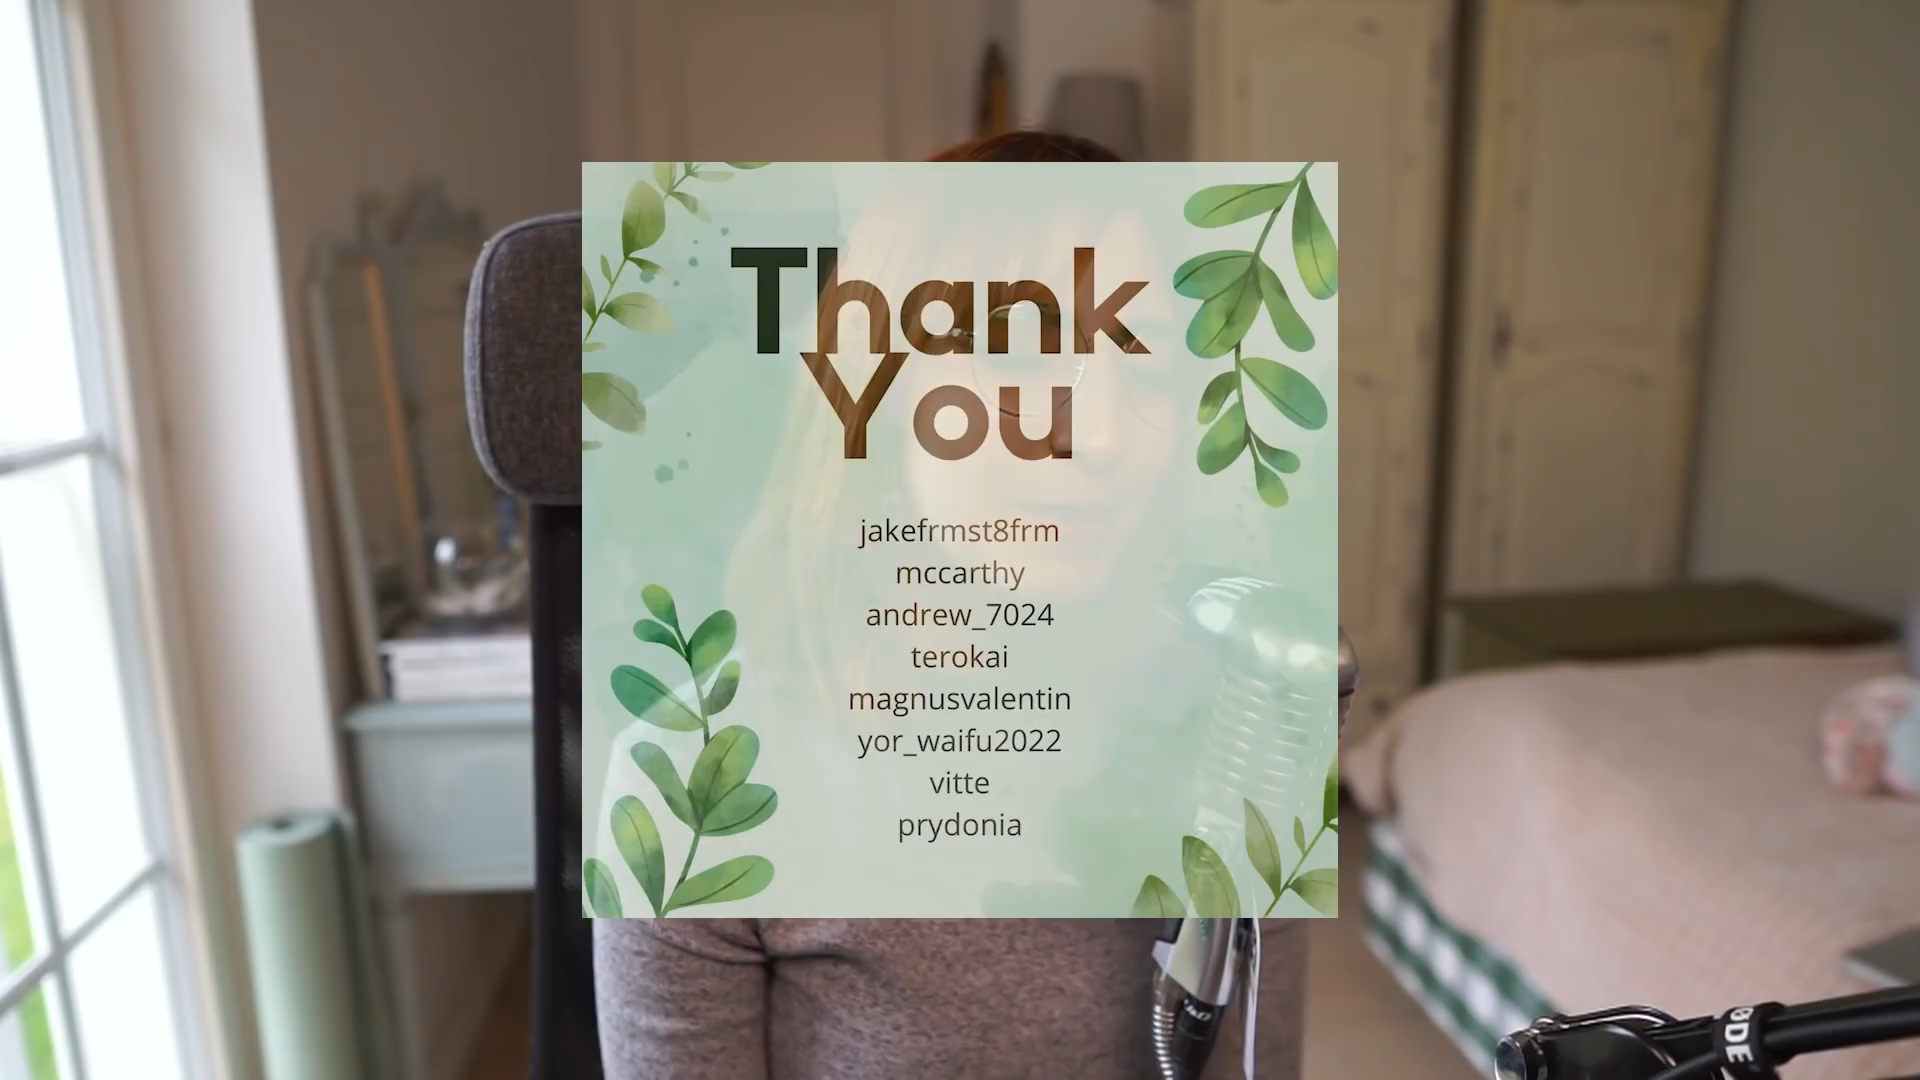 Thank
You
jakefrmst8frm
mccarthy
andrew_7024
terokai
magnusvalentin
yor_waifu2022
vitte
prydonia